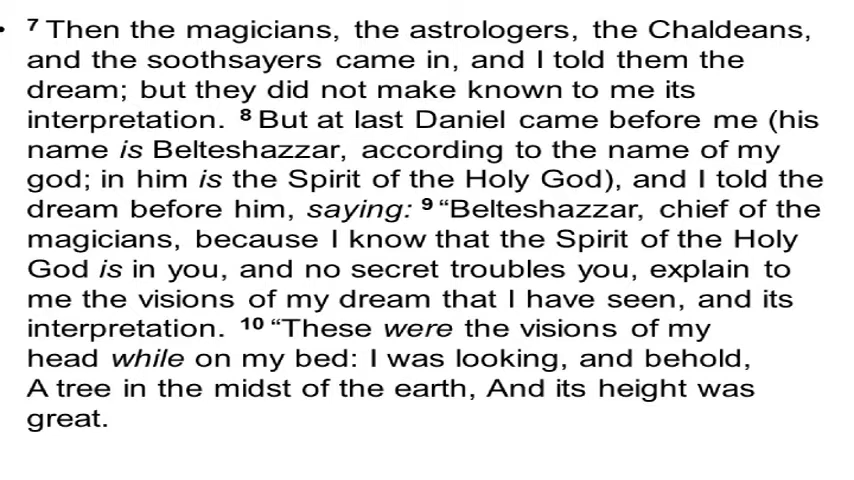 • ⁷ Then the magicians, the astrologers, the Chaldeans,
and the soothsayers came in, and I told them the
dream; but they did not make known to me its
interpretation. ⁸ But at last Daniel came before me (his
name is Belteshazzar, according to the name of my
god; in him is the Spirit of the Holy God), and I told the
dream before him, saying: ⁹ “Belteshazzar, chief of the
magicians, because I know that the Spirit of the Holy
God is in you, and no secret troubles you, explain to
me the visions of my dream that I have seen, and its
interpretation. ¹⁰ “These were the visions of my
head while on my bed: I was looking, and behold,
A tree in the midst of the earth, And its height was
great.